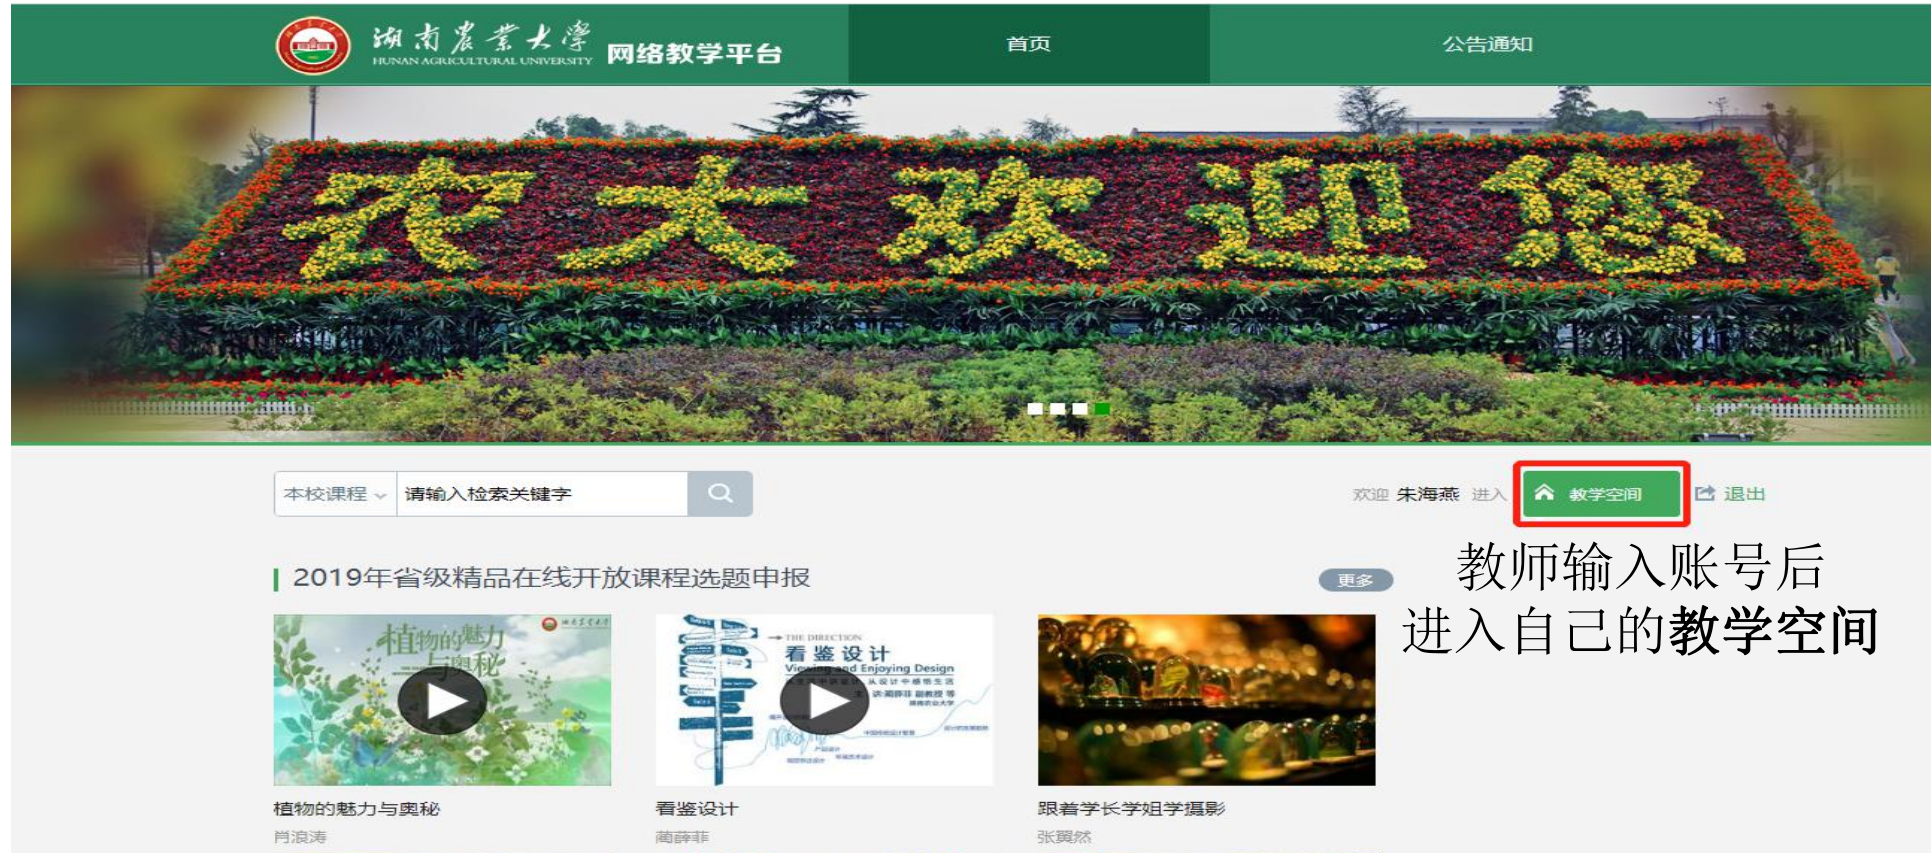 湖南农业大学
HUNAN AGRICULTURAL UNIVERSITY
网络教学平台
首页
公告通知
农大欢迎您
本校课程
请输入检索关键字
欢迎 朱海燕 进入 教学空间 退出
教师输入账号后
进入自己的教学空间
2019年省级精品在线开放课程选题申报
更多
植物的魅力
与奥秘
THE DIRECTION
看鉴设计
Viewing and Enjoying Design
植物的魅力与奥秘
肖浪涛
看鉴设计
蔺薛菲
跟着学长学姐学摄影
张翼然